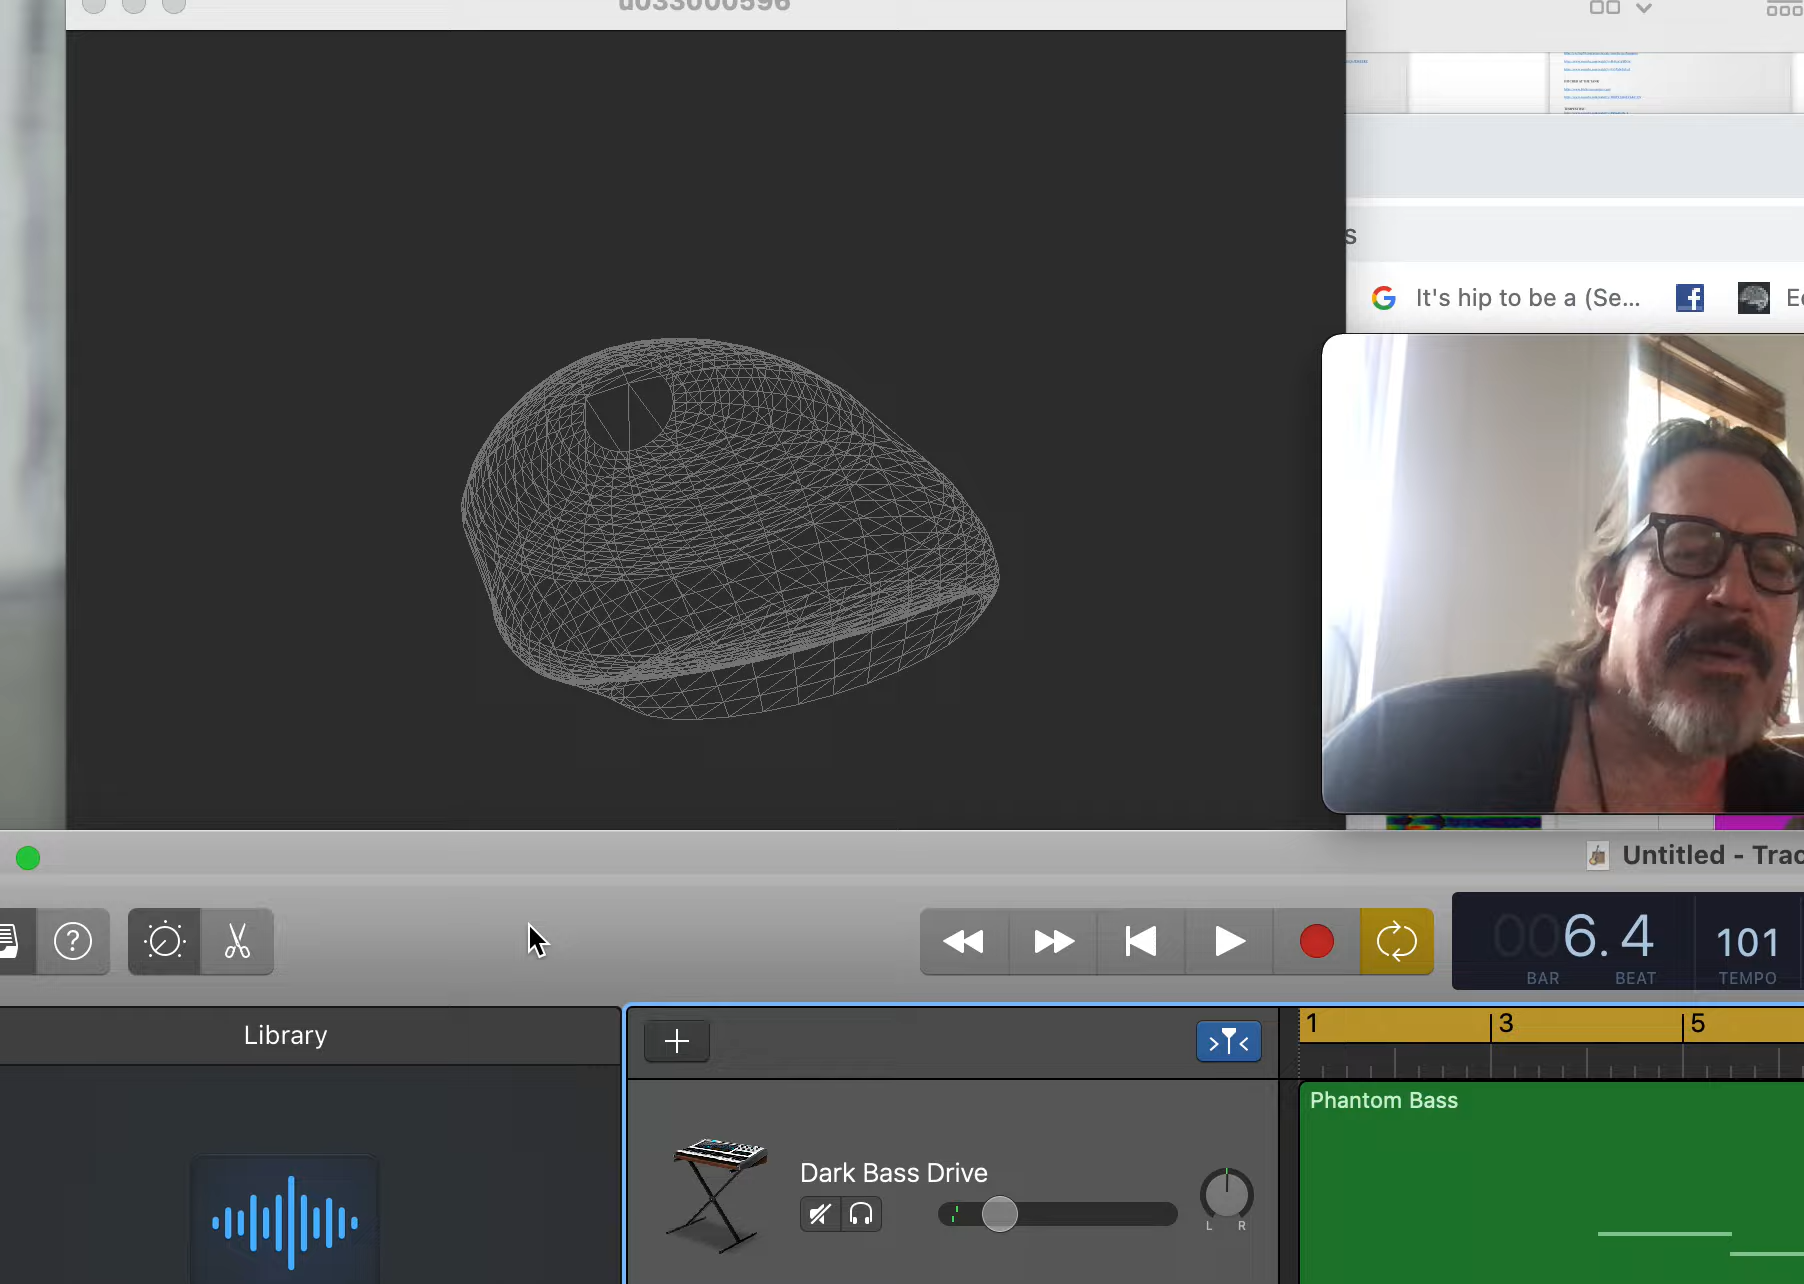 u033000596
s
It's hip to be a (Se...
Untitled - Trac
6.4
101
BAR
BEAT
TEMPO
Library
1
3
5
Phantom Bass
Dark Bass Drive
L
R